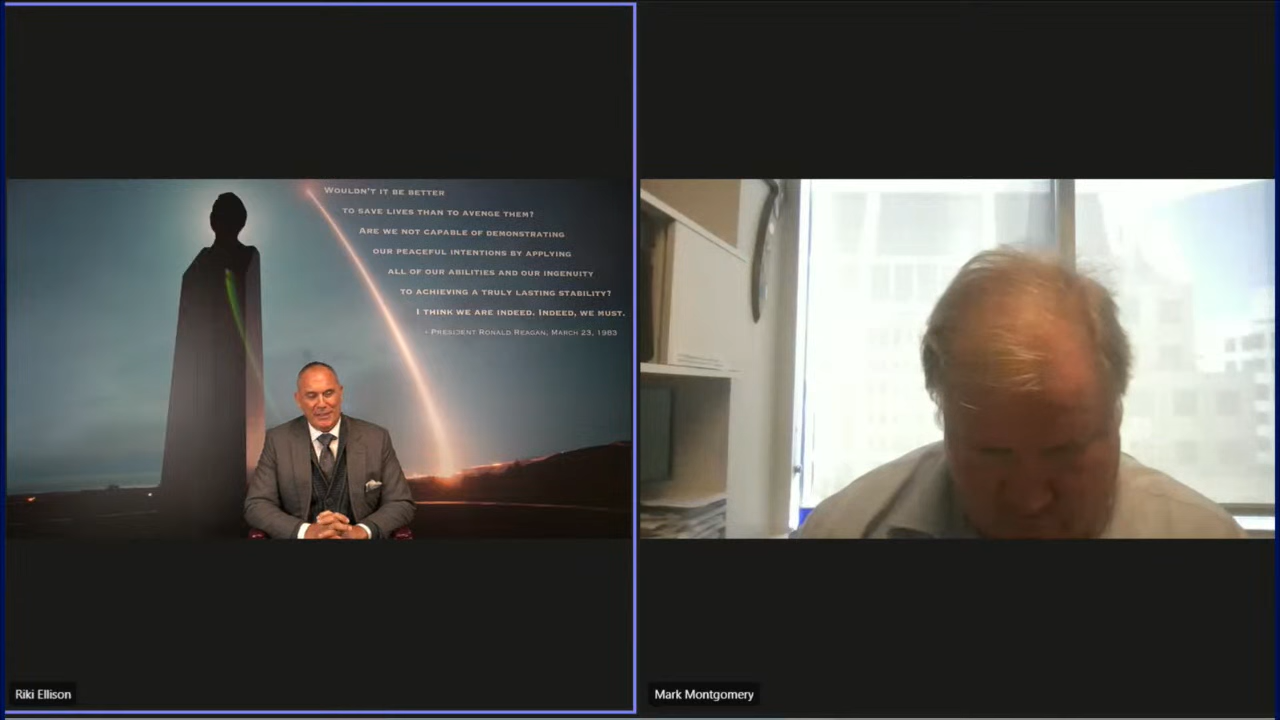 WOULDN'T IT BE BETTER
TO SAVE LIVES THAN TO AVENGE THEM?
ARE WE NOT CAPABLE OF DEMONSTRATING
OUR PEACEFUL INTENTIONS BY APPLYING
ALL OF OUR ABILITIES AND OUR INGENUITY
TO ACHIEVING A TRULY LASTING STABILITY?
I THINK WE ARE INDEED. INDEED, WE MUST.
- PRESIDENT RONALD REAGAN, MARCH 23, 1983
Riki Ellison
Mark Montgomery